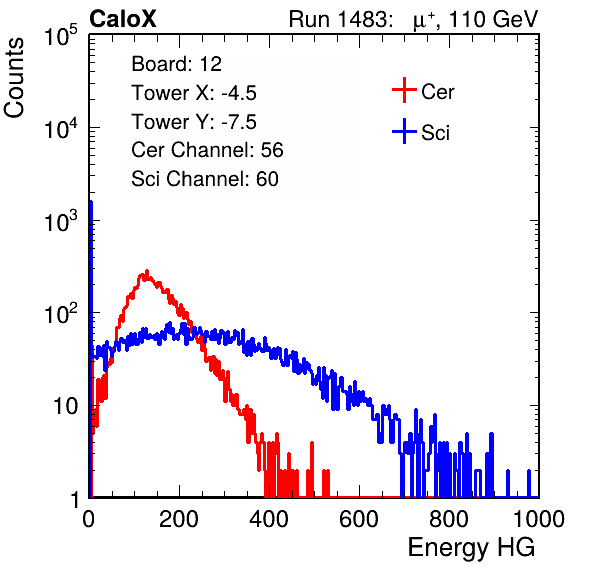 CaloX Run 1483: μ⁺, 110 GeV
Counts
10⁵
10⁴
10³
10²
10
1
Board: 12
Tower X: -4.5
Tower Y: -7.5
Cer Channel: 56
Sci Channel: 60
Cer
Sci
0 200 400 600 800 1000
Energy HG